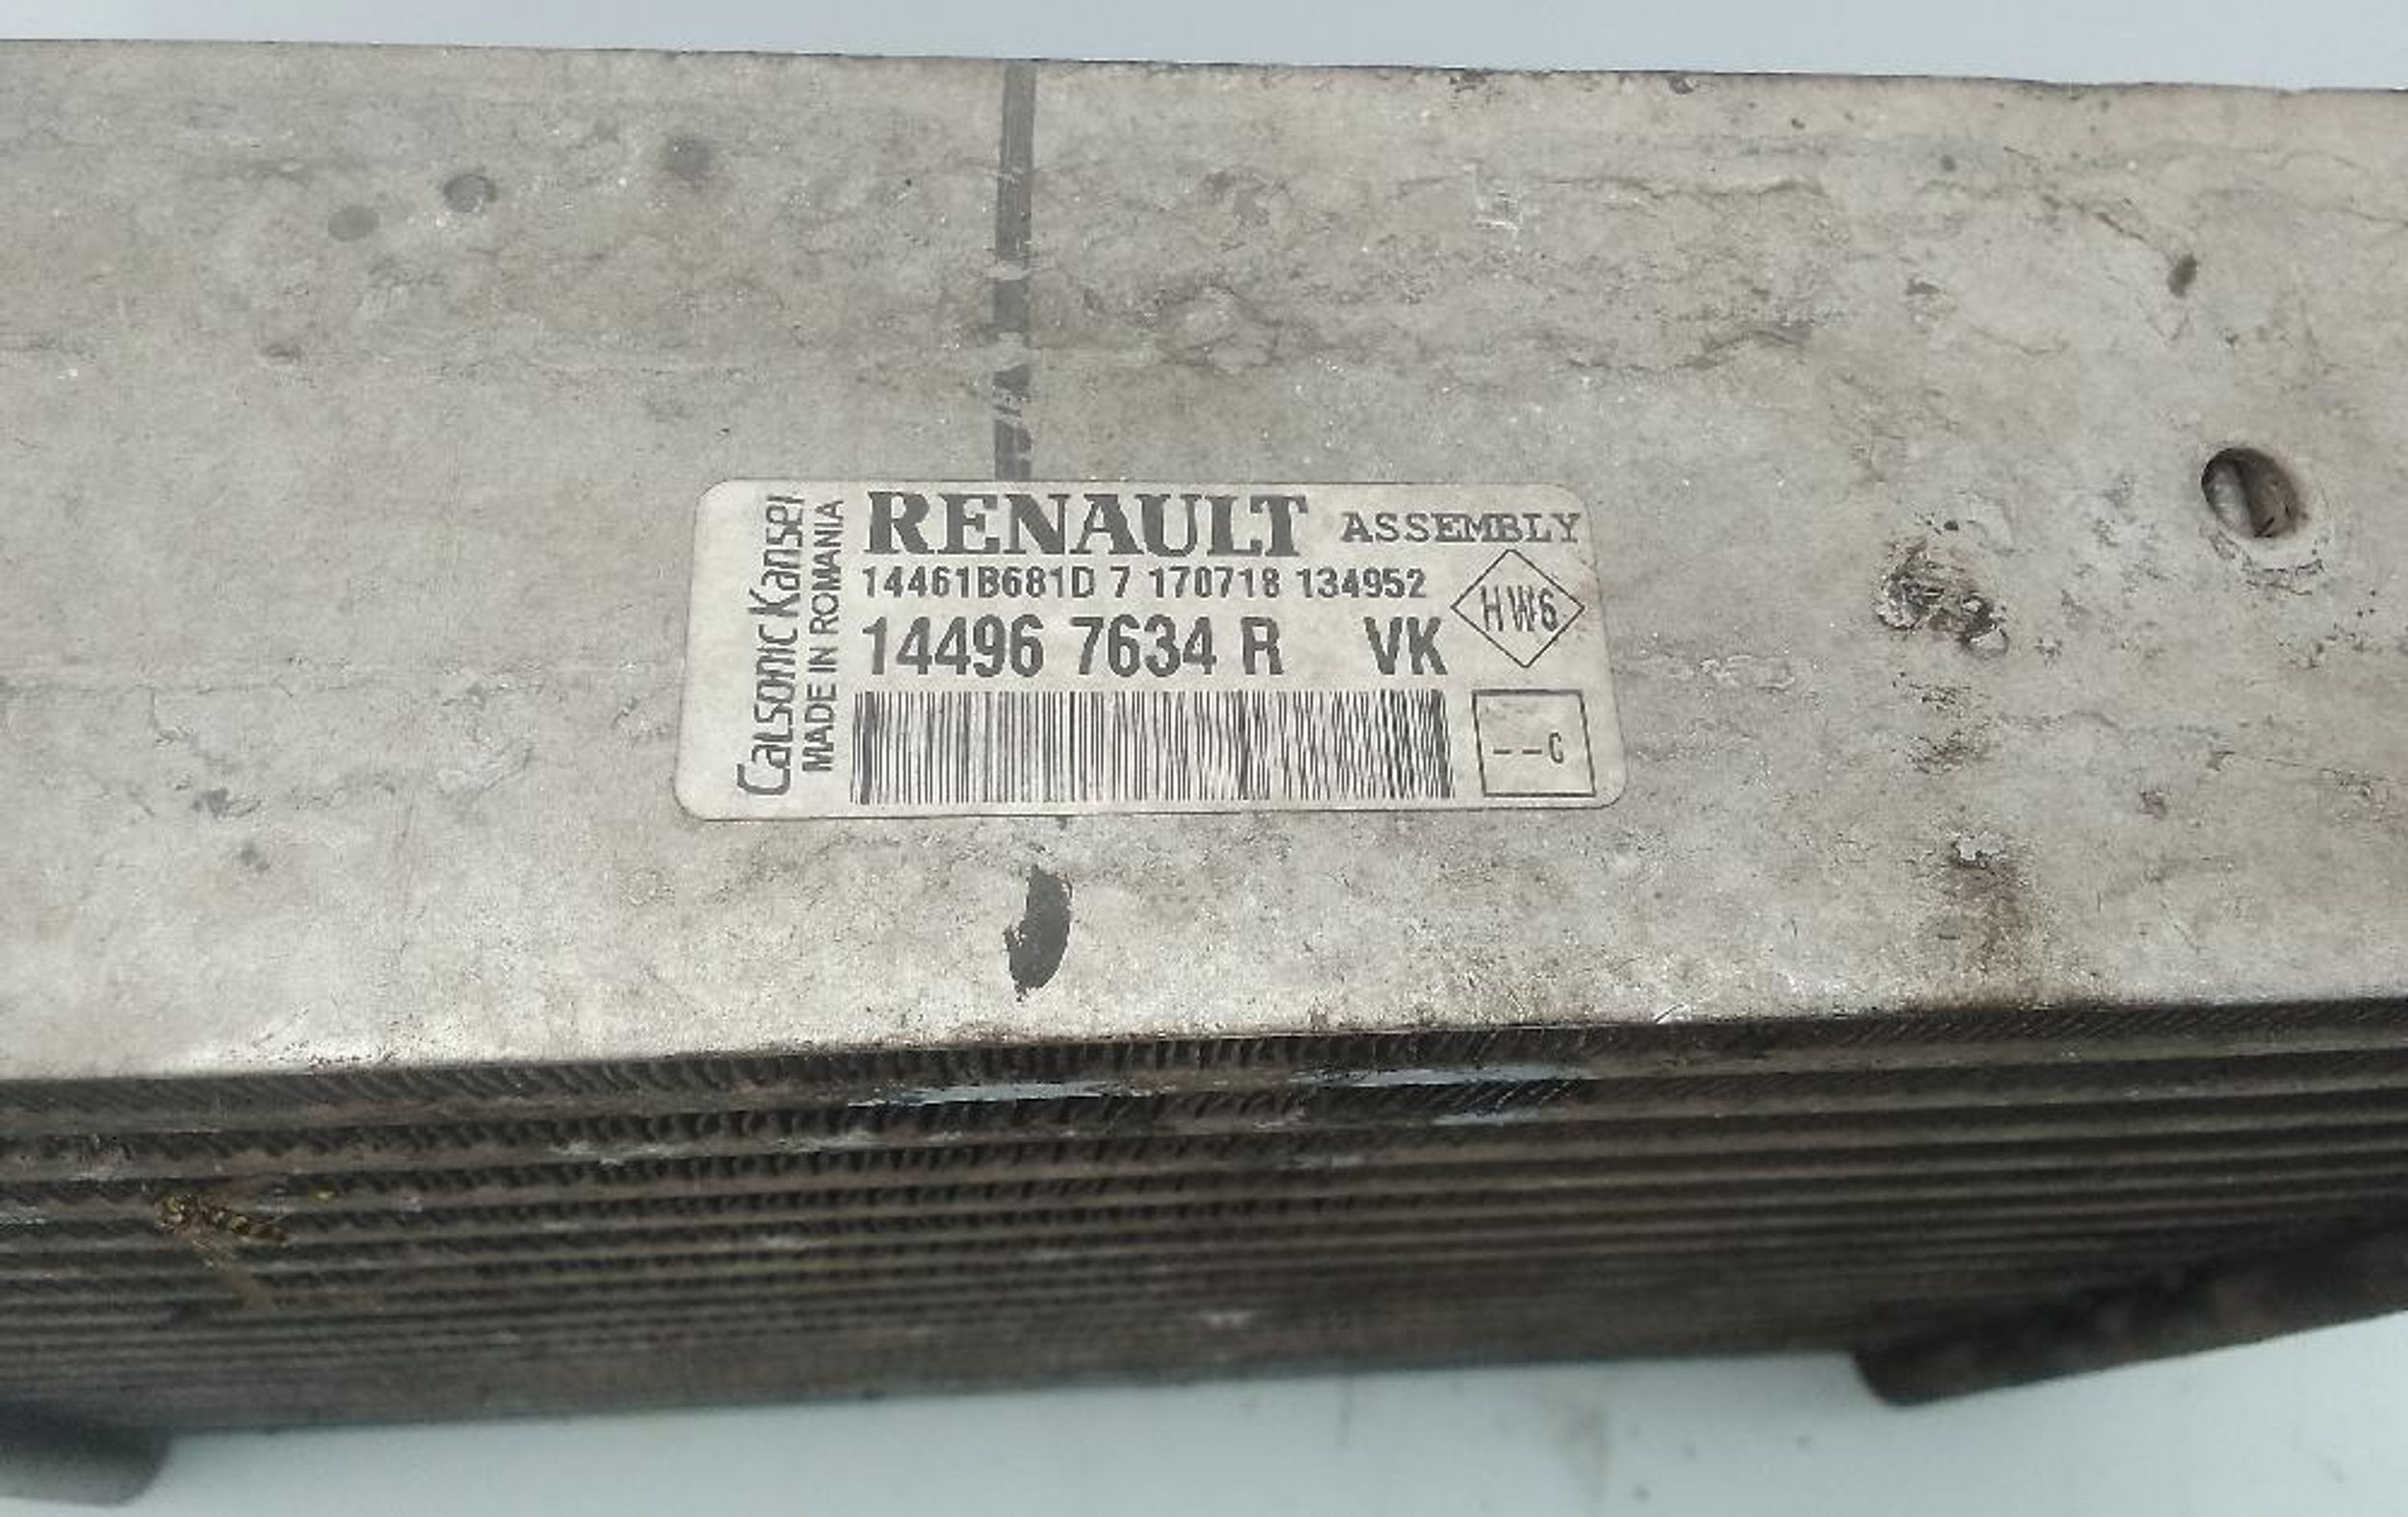 Calsonic Kansei
MADE IN ROMANIA
RENAULT ASSEMBLY
14461B681D 7 170718 134952
14496 7634 R VK
HW6
--C